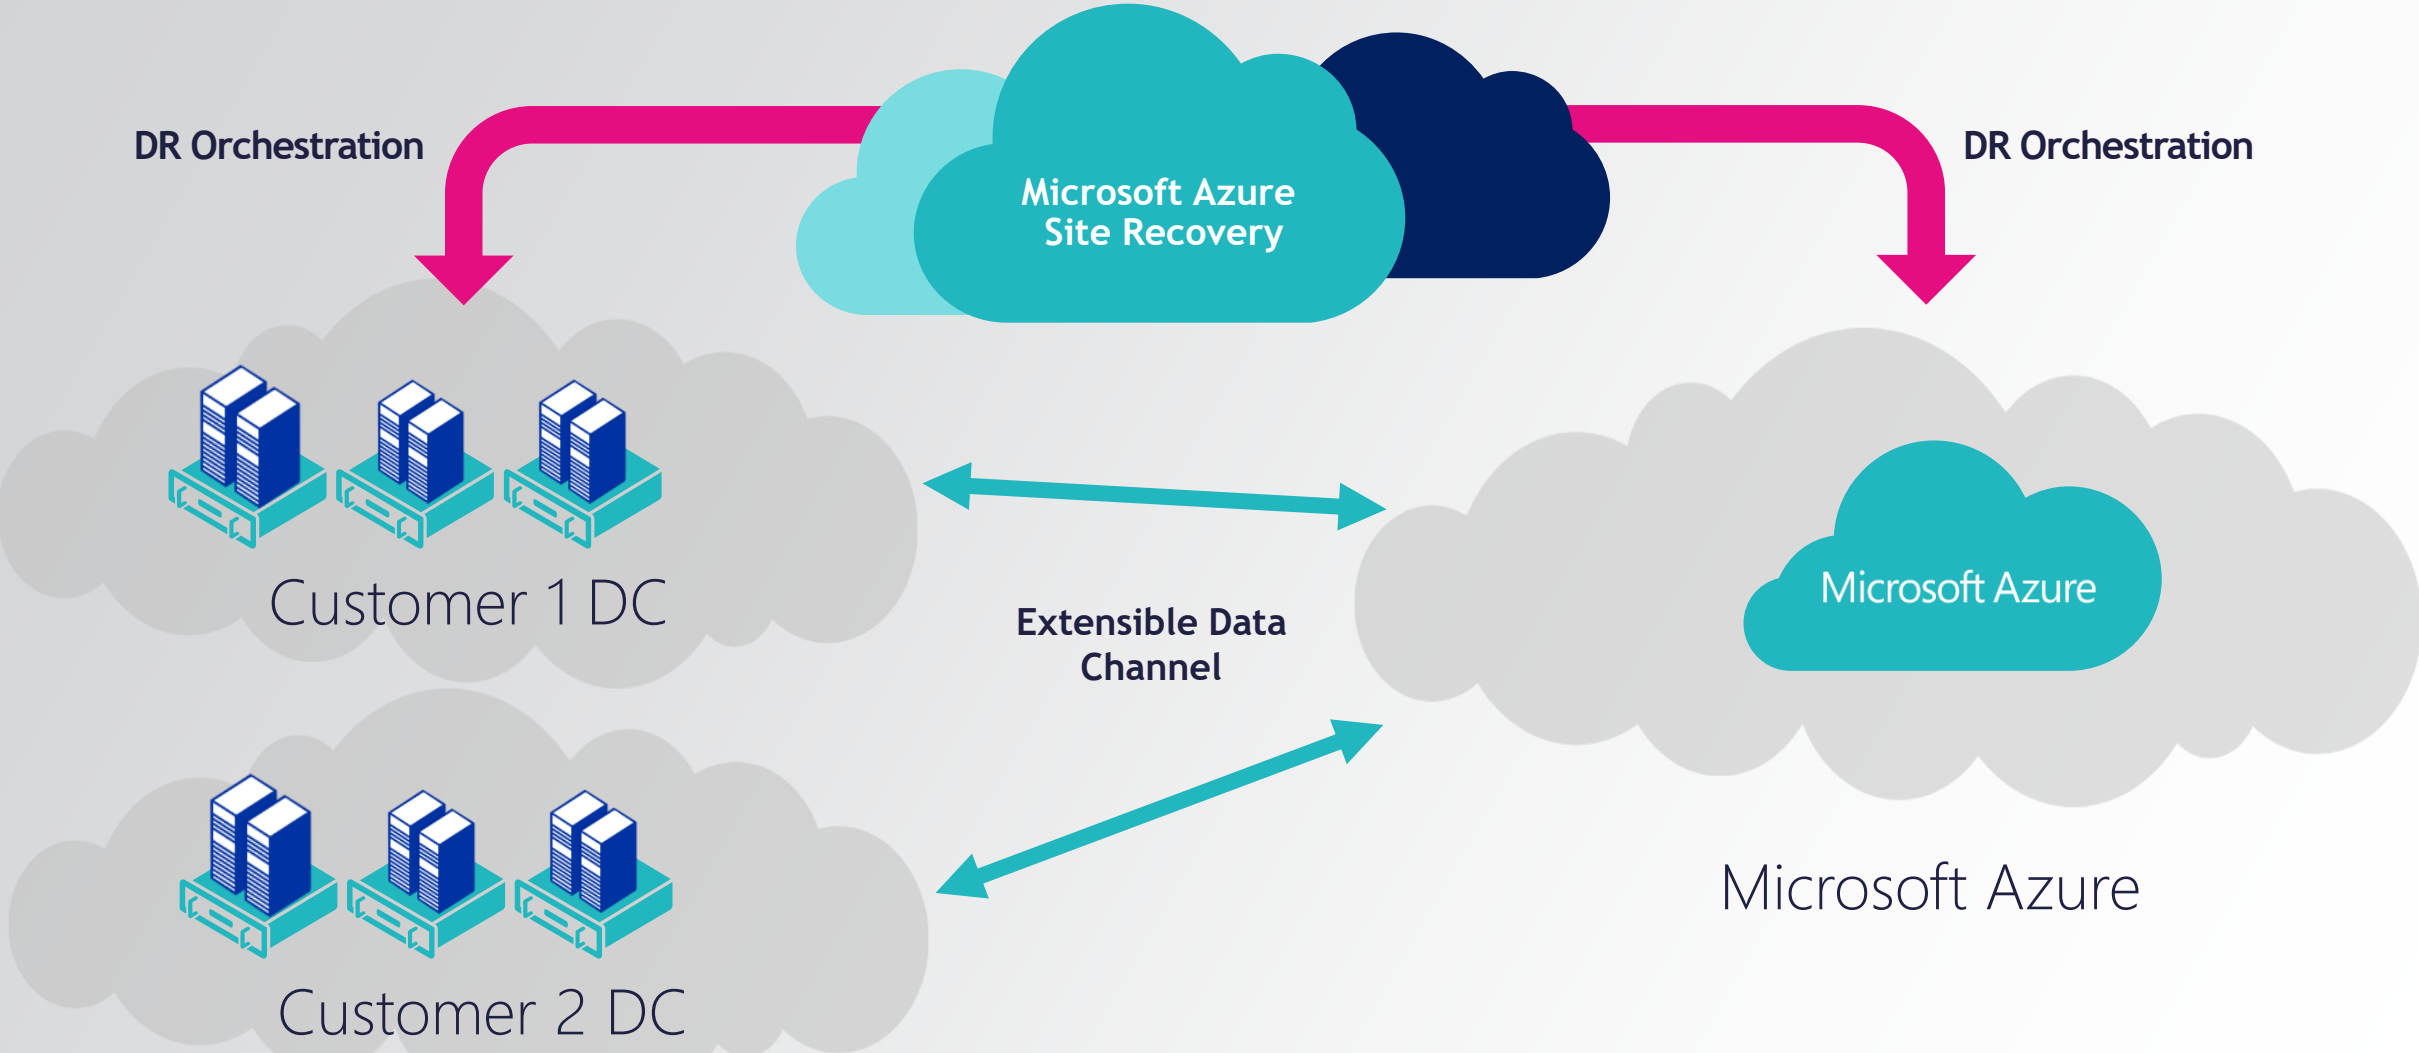 DR Orchestration
DR Orchestration
Microsoft Azure
Site Recovery
Customer 1 DC
Microsoft Azure
Extensible Data
Channel
Microsoft Azure
Customer 2 DC